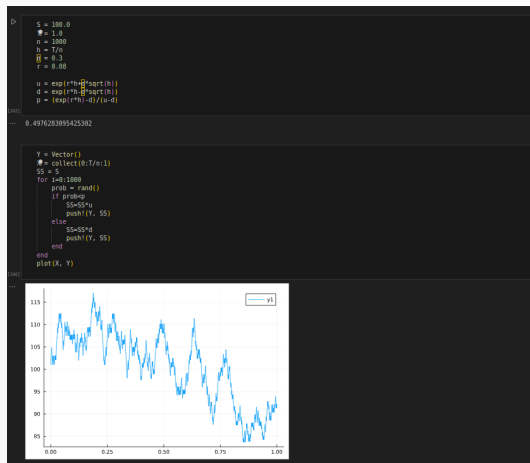 S = 100.0
= 1.0
n = 1000
h = T/n
σ = 0.3
r = 0.08
u = exp(r*h+σ*sqrt(h))
d = exp(r*h-σ*sqrt(h))
p = (exp(r*h)-d)/(u-d)
... 0.4976203095425302
Y = Vector()
= collect(0:T/n:1)
SS = S
for i=0:1000
prob = rand()
if prob<p
SS=SS*u
push!(Y, SS)
else
SS=SS*d
push!(Y, SS)
end
end
plot(X, Y)
...
y1
115
110
105
100
95
90
85
0.00 0.25 0.50 0.75 1.00